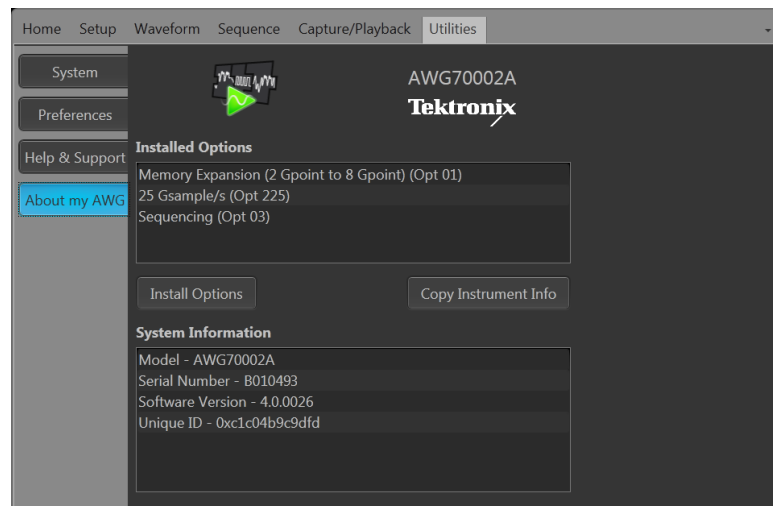 Home Setup Waveform Sequence Capture/Playback Utilities
System
Preferences
Help & Support
About my AWG
AWG70002A
Tektronix
Installed Options
Memory Expansion (2 Gpoint to 8 Gpoint) (Opt 01)
25 Gsample/s (Opt 225)
Sequencing (Opt 03)
Install Options Copy Instrument Info
System Information
Model - AWG70002A
Serial Number - B010493
Software Version - 4.0.0026
Unique ID - 0xc1c04b9c9dfd